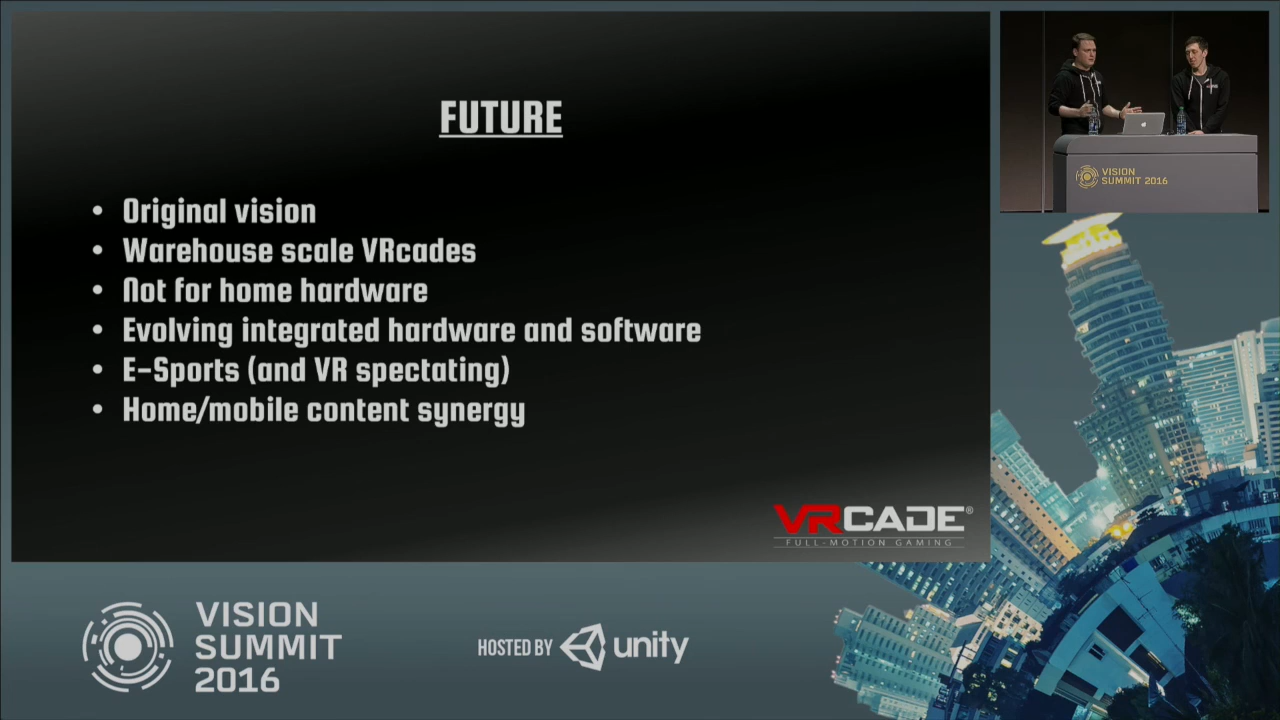 FUTURE
• Original vision
• Warehouse scale VRcades
• Not for home hardware
• Evolving integrated hardware and software
• E-Sports (and VR spectating)
• Home/mobile content synergy
VRCADE®
FULL-MOTION GAMING
VISION
SUMMIT 2016
VISION
SUMMIT
2016
HOSTED BY unity